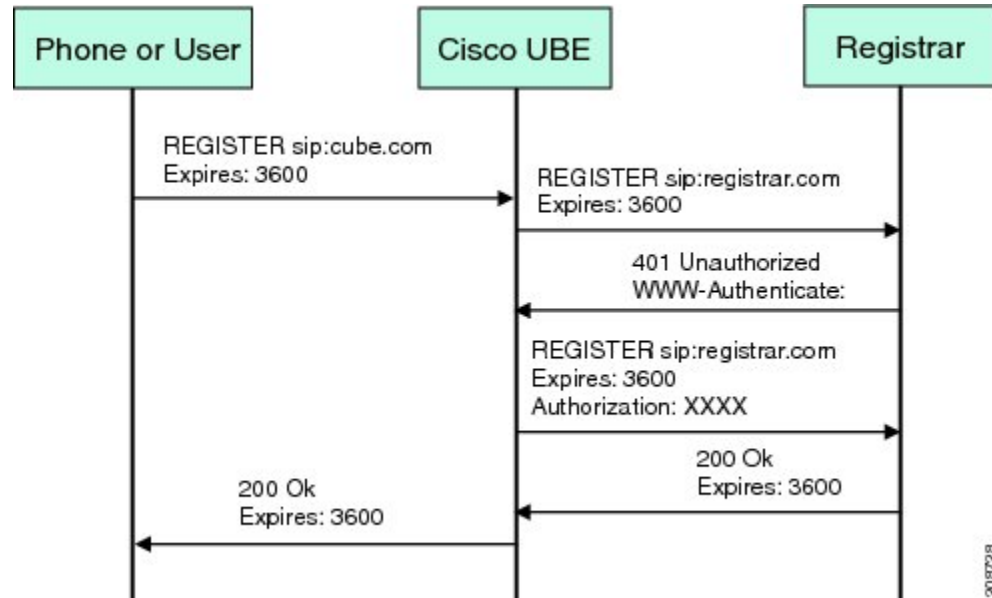 Phone or User
Cisco UBE
Registrar
REGISTER sip:cube.com
Expires: 3600
REGISTER sip:registrar.com
Expires: 3600
401 Unauthorized
WWW-Authenticate:
REGISTER sip:registrar.com
Expires: 3600
Authorization: XXXX
200 Ok
Expires: 3600
200 Ok
Expires: 3600